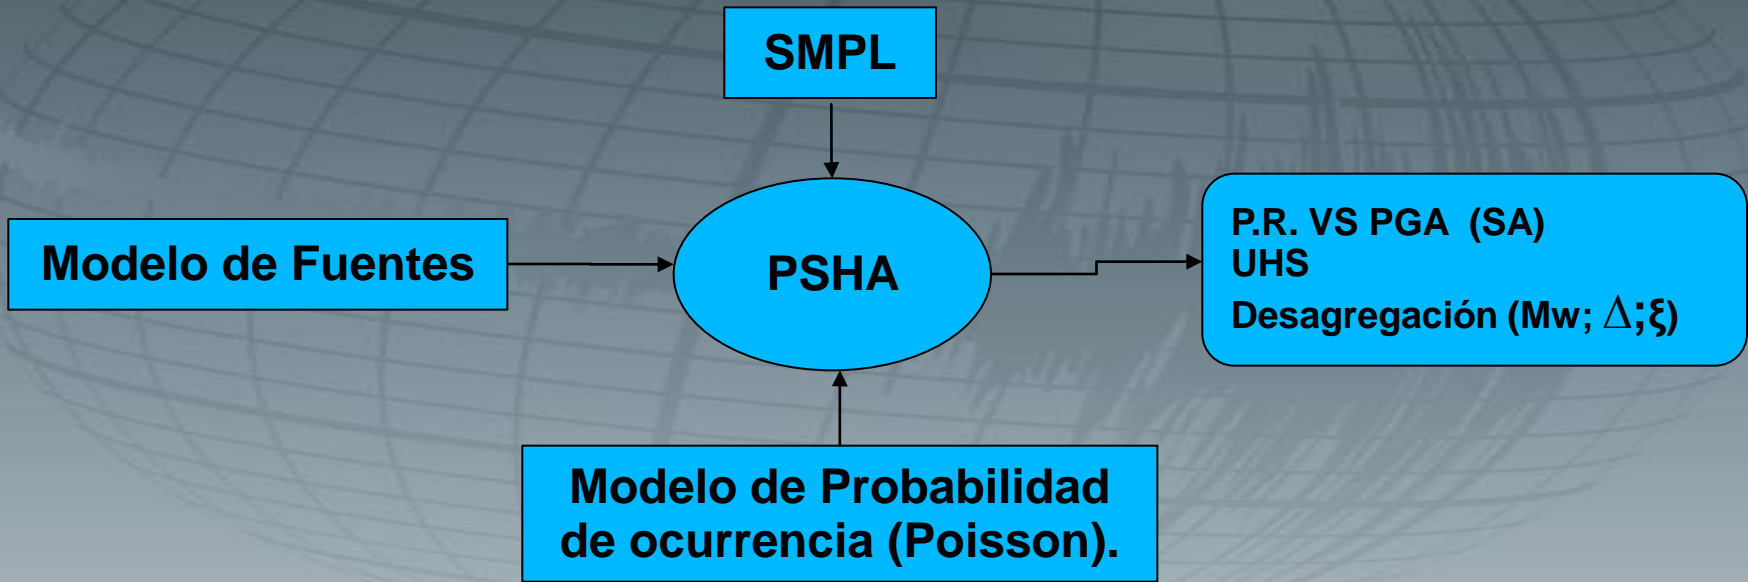 SMPL
Modelo de Fuentes
PSHA
P.R. VS PGA (SA)
UHS
Desagregación (Mw; Δ;ξ)
Modelo de Probabilidad
de ocurrencia (Poisson).